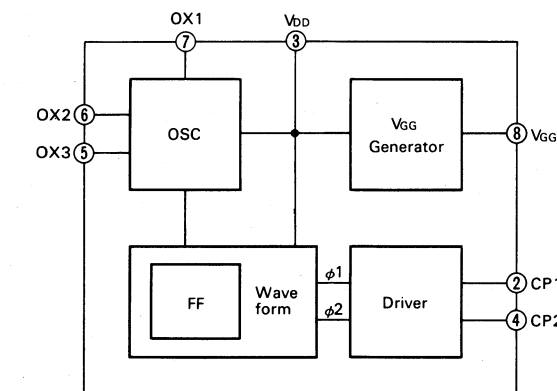 OX1
VDD
7
3
OX2 6
OX3 5
OSC
VGG
Generator
8 VGG
φ1
φ2
FF
Wave
form
Driver
2 CP1
4 CP2